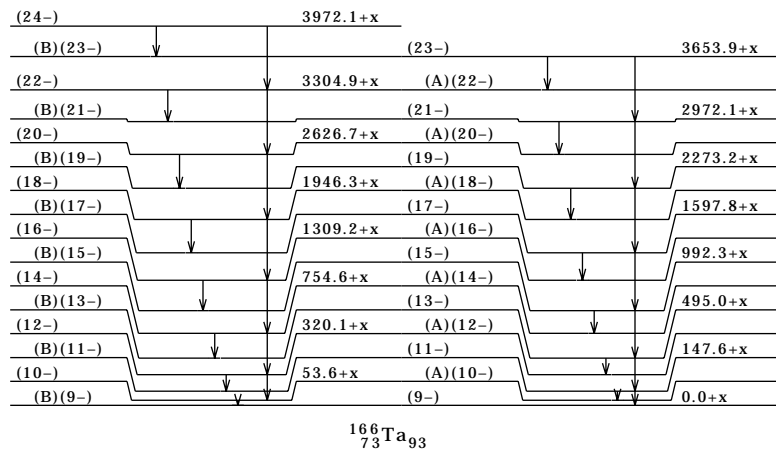 (24–) 3972.1+x
(B)(23–) (23–) 3653.9+x
(22–) 3304.9+x (A)(22–)
(B)(21–) (21–) 2972.1+x
(20–) 2626.7+x (A)(20–)
(B)(19–) (19–) 2273.2+x
(18–) 1946.3+x (A)(18–)
(B)(17–) (17–) 1597.8+x
(16–) 1309.2+x (A)(16–)
(B)(15–) (15–) 992.3+x
(14–) 754.6+x (A)(14–)
(B)(13–) (13–) 495.0+x
(12–) 320.1+x (A)(12–)
(B)(11–) (11–) 147.6+x
(10–) 53.6+x (A)(10–)
(B)(9–) (9–) 0.0+x
166
73Ta93